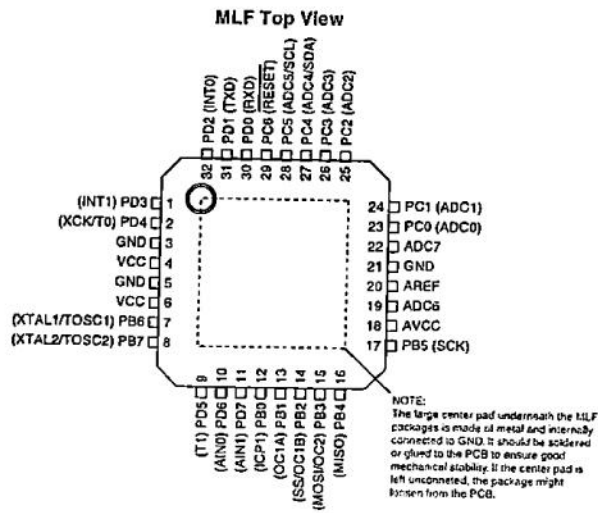 MLF Top View
PD2 (INT0)
PD1 (TXD)
PD0 (RXD)
PC6 (RESET)
PC5 (ADC5/SCL)
PC4 (ADC4/SDA)
PC3 (ADC3)
PC2 (ADC2)
32 31 30 29 28 27 26 25
(INT1) PD3 1
(XCK/T0) PD4 2
GND 3
VCC 4
GND 5
VCC 6
(XTAL1/TOSC1) PB6 7
(XTAL2/TOSC2) PB7 8
24 PC1 (ADC1)
23 PC0 (ADC0)
22 ADC7
21 GND
20 AREF
19 ADC6
18 AVCC
17 PB5 (SCK)
9 10 11 12 13 14 15 16
(T1) PD5
(AIN0) PD6
(AIN1) PD7
(ICP1) PB0
(OC1A) PB1
(SS/OC1B) PB2
(MOSI/OC2) PB3
(MISO) PB4
NOTE:
The large center pad underneath the MLF
packages is made of metal and internally
connected to GND. It should be soldered
or glued to the PCB to ensure good
mechanical stability. If the center pad is
left unconneted, the package might
loosen from the PCB.